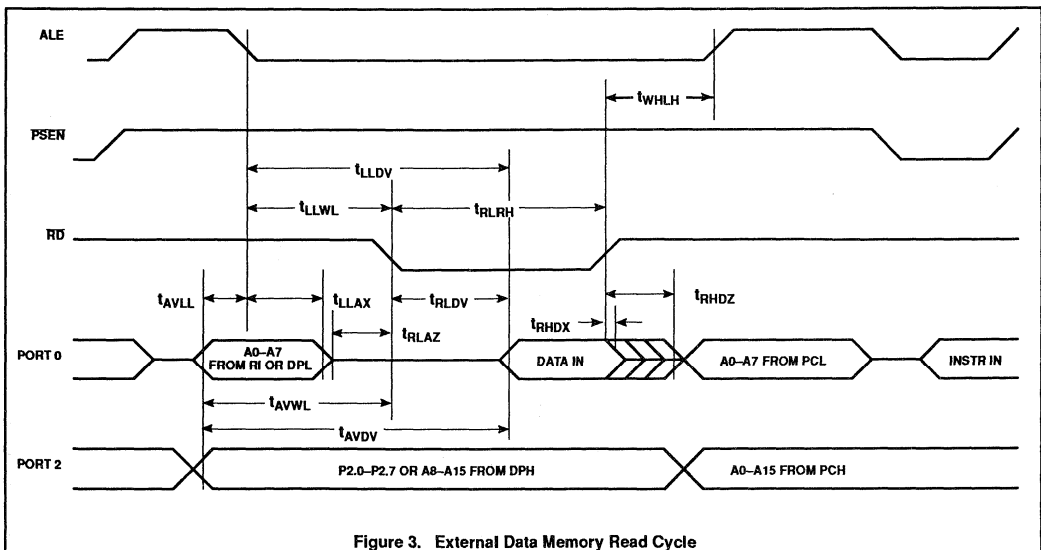 ALE
tWHLH
PSEN
tLLDV
tLLWL
tRLRH
RD
tAVLL
tLLAX
tRLDV
tRHDZ
tRLAZ
tRHDX
PORT 0
A0–A7
FROM RI OR DPL
DATA IN
A0–A7 FROM PCL
INSTR IN
tAVWL
tAVDV
PORT 2
P2.0–P2.7 OR A8–A15 FROM DPH
A0–A15 FROM PCH
Figure 3. External Data Memory Read Cycle